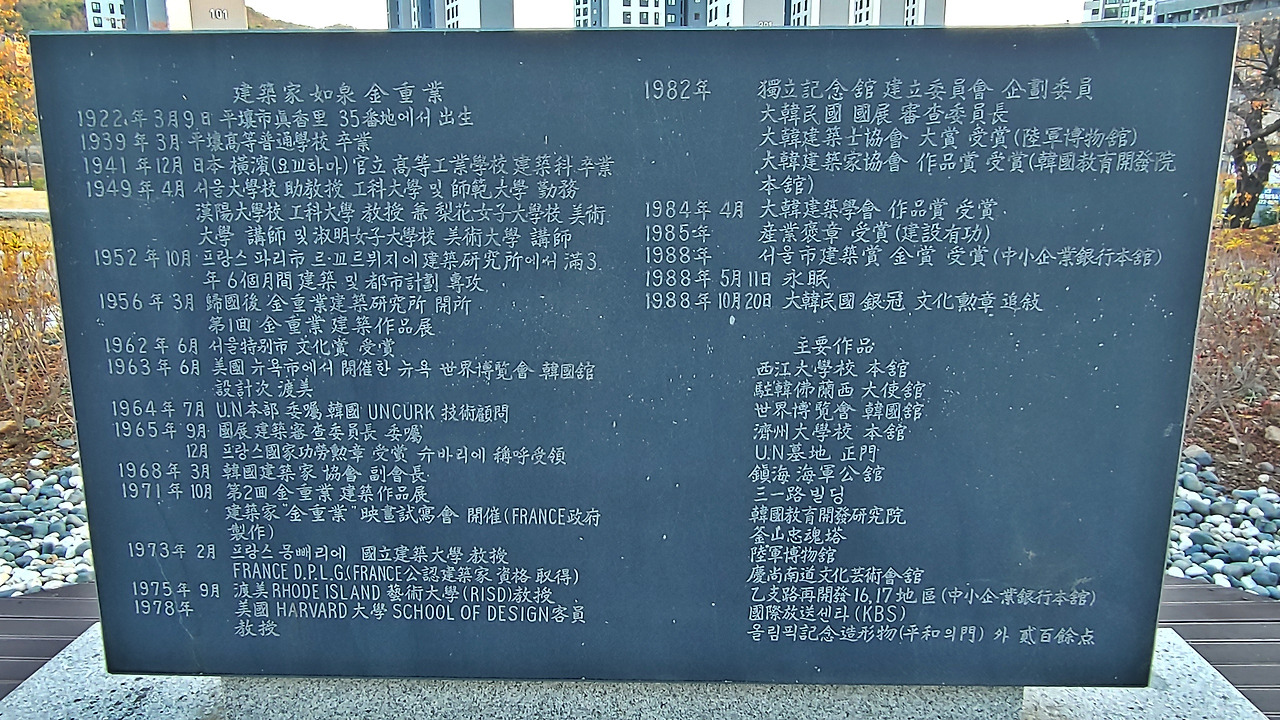 101
建築家 如泉 金重業
1922年 3月 9日 平壤市 眞香里 35番地에서 出生
1939年 3月 平壤高等普通學校 卒業
1941年 12月 日本 橫濱(요꼬하마) 官立 高等工業學校 建築科 卒業
1949年 4月 서울大學校 助敎授 工科大學 및 師範大學 勤務
漢陽大學校 工科大學 敎授 兼 梨花女子大學校 美術
大學 講師 및 淑明女子大學校 美術大學 講師
1952年 10月 프랑스 파리市 르·꼬르뷔지에 建築硏究所에서 滿3
年 6個月間 建築 및 都市計劃 專攻
1956年 3月 歸國後 金重業建築硏究所 開所
第1回 金重業 建築作品展
1962年 6月 서울特別市 文化賞 受賞
1963年 6月 美國 뉴욕市에서 開催한 뉴욕 世界博覽會 韓國舘
設計次 渡美
1964年 7月 U.N本部 委囑 韓國 UNCURK 技術顧問
1965年 9月 國展 建築審査委員長 委囑
12月 프랑스國家功勞勳章 受賞 슈바리에 稱呼受領
1968年 3月 韓國建築家 協會 副會長
1971年 10月 第2回 金重業 建築作品展
建築家"金重業"映畫試寫會 開催(FRANCE政府
製作)
1973年 2月 프랑스 몽빼리에 國立建築大學 敎授
FRANCE D.P.L.G.(FRANCE公認建築家 資格 取得)
1975年 9月 渡美 RHODE ISLAND 藝術大學(RISD)敎授
1978年 美國 HARVARD大學 SCHOOL OF DESIGN客員
敎授
1982年 獨立記念舘 建立委員會 企劃委員
大韓民國 國展 審査委員長
大韓建築士協會 大賞 受賞(陸軍博物舘)
大韓建築家協會 作品賞 受賞(韓國敎育開發院
本舘)
1984年 4月 大韓建築學會 作品賞 受賞
1985年 産業褒章 受賞(建設有功)
1988年 서울市建築賞 金賞 受賞(中小企業銀行本舘)
1988年 5月 11日 永眠
1988年 10月 20日 大韓民國 銀冠 文化勳章 追敍
主要作品
西江大學校 本舘
駐韓佛蘭西 大使舘
世界博覽會 韓國舘
濟州大學校 本舘
U.N墓地 正門
鎭海 海軍公舘
三一路빌딩
韓國敎育開發硏究院
釜山忠魂塔
陸軍博物舘
慶尙南道文化芸術會舘
乙支路再開發16,17地區(中小企業銀行本舘)
國際放送센타(KBS)
올림픽記念造形物(平和의門) 外 貳百餘点